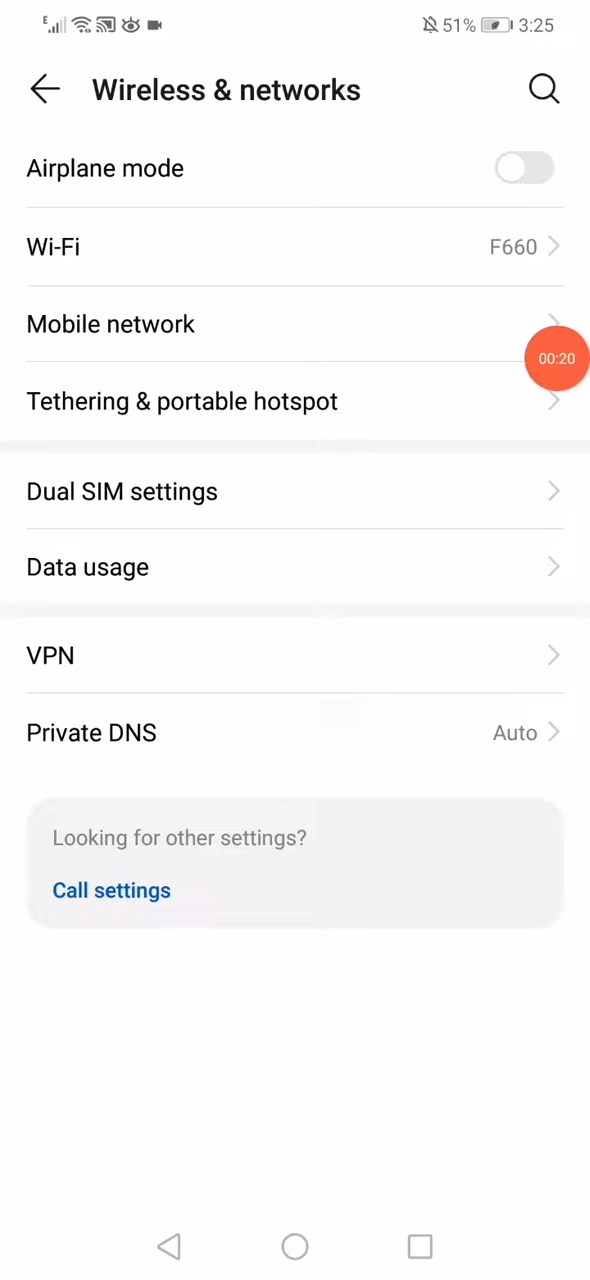 E 51% 3:25
Wireless & networks
Airplane mode
Wi-Fi F660
Mobile network
00:20
Tethering & portable hotspot
Dual SIM settings
Data usage
VPN
Private DNS Auto
Looking for other settings?
Call settings